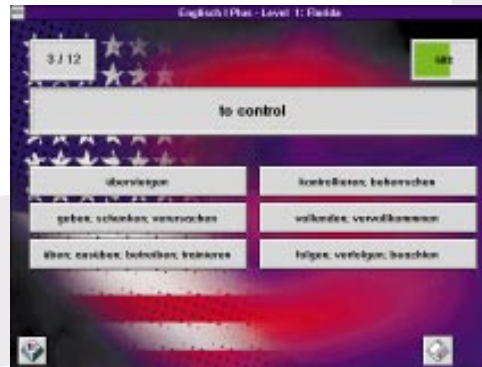 Englisch I Plus - Level 1: Florida
3 / 12
to control
übersteigen
kontrollieren; beherrschen
geben; schenken; verursachen
vollenden; vervollkommnen
üben; ausüben; betreiben; trainieren
folgen; verfolgen; beachten